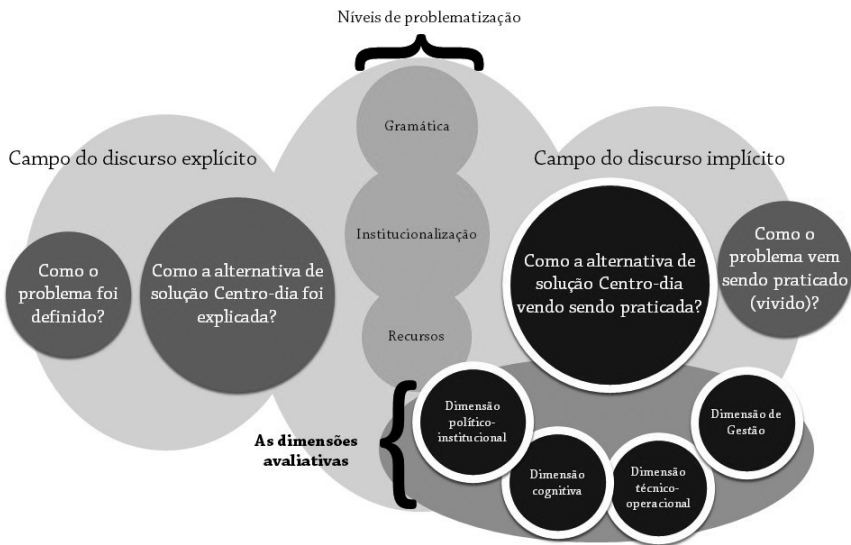 Níveis de problematização
Gramática
Institucionalização
Recursos
Campo do discurso explícito
Como o
problema foi
definido?
Como a alternativa de
solução Centro-dia foi
explicada?
Campo do discurso implícito
Como a alternativa de
solução Centro-dia
vendo sendo praticada?
Como o
problema vem
sendo praticado
(vivido)?
As dimensões
avaliativas
Dimensão
político-
institucional
Dimensão
cognitiva
Dimensão
técnico-
operacional
Dimensão de
Gestão